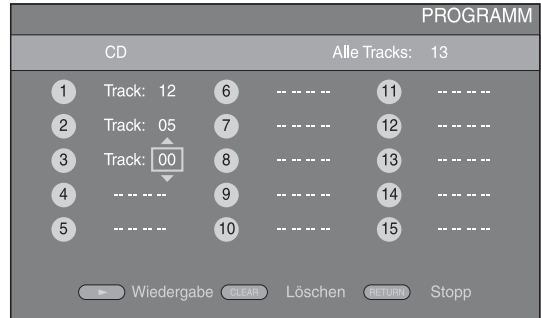 PROGRAMM
CD Alle Tracks: 13
1 Track: 12 6 -- -- -- -- 11 -- -- -- --
2 Track: 05 7 -- -- -- -- 12 -- -- -- --
3 Track: 00 8 -- -- -- -- 13 -- -- -- --
4 -- -- -- -- 9 -- -- -- -- 14 -- -- -- --
5 -- -- -- -- 10 -- -- -- -- 15 -- -- -- --
Wiedergabe CLEAR Löschen RETURN Stopp